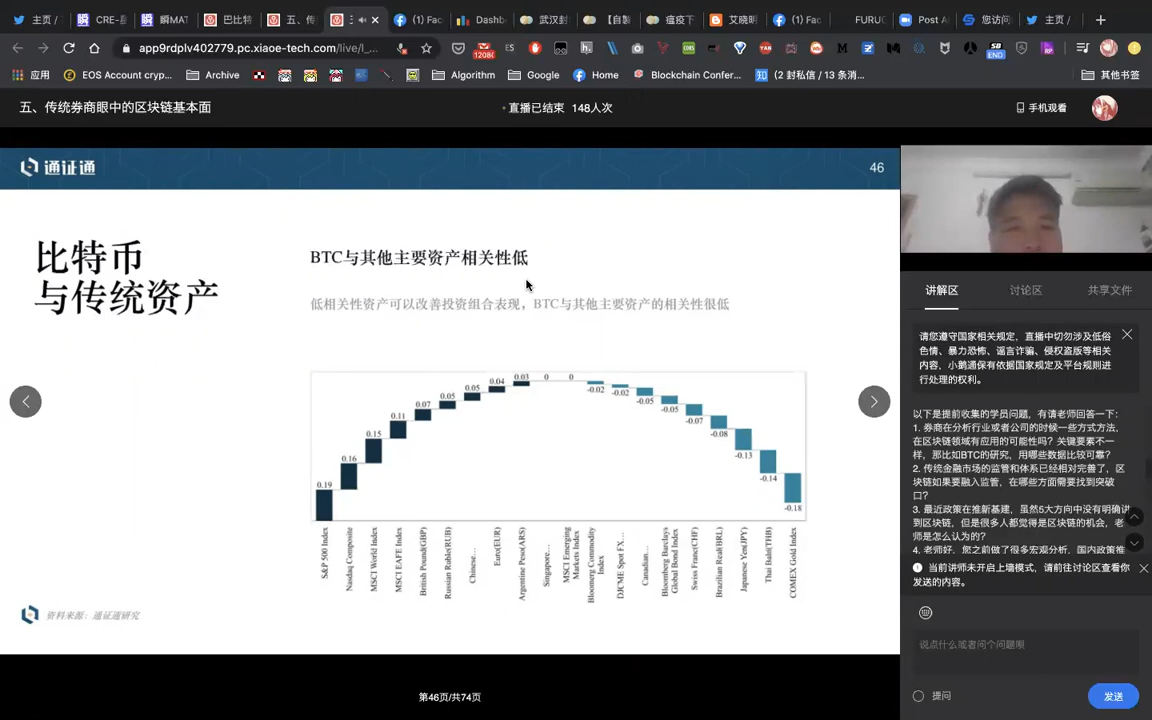 主页 /
CRE-
瞬MAT
巴比特
五、传
(1) Fac
Dashb
武汉封
【自製
瘟疫下
艾晓明
(1) Fac
FURUC
Post A
您访问
主页 /
app9rdplv402779.pc.xiaoe-tech.com/live/l_...
应用
EOS Account cryp...
Archive
Algorithm
Google
Home
Blockchain Confer...
(2 封私信 / 13 条消...
其他书签
五、传统券商眼中的区块链基本面
直播已结束 148人次
手机观看
通证通
46
比特币
与传统资产
BTC与其他主要资产相关性低
低相关性资产可以改善投资组合表现，BTC与其他主要资产的相关性很低
0.19
0.16
0.15
0.11
0.07
0.05
0.05
0.04
0.03
0
0
-0.02
-0.02
-0.05
-0.05
-0.07
-0.08
-0.13
-0.14
-0.18
S&P 500 Index
Nasdaq Composite
MSCI World Index
MSCI EAFE Index
British Pound(GBP)
Russian Ruble(RUB)
Chinese...
Euro(EUR)
Argentine Peso(ARS)
Singapore...
MSCI Emerging
Markets Index
Bloomerg Commodity
Index
DJCME Spot FX...
Canadian...
Bloomberg Barclays
Global Bond Index
Swiss Franc(CHF)
Brazilian Real(BRL)
Japanese Yen(JPY)
Thai Baht(THB)
COMEX Gold Index
资料来源：通证通研究
第46页/共74页
讲解区
讨论区
共享文件
请您遵守国家相关规定，直播中切勿涉及低俗
色情、暴力恐怖、谣言诈骗、侵权盗版等相关
内容，小鹅通保有依据国家规定及平台规则进
行处理的权利。
以下是提前收集的学员问题，有请老师回答一下：
1. 券商在分析行业或者公司的时候一些方式方法，
在区块链领域有应用的可能性吗？关键要素不一
样，那比如BTC的研究，用哪些数据比较可靠？
2. 传统金融市场的监管和体系已经相对完善了，区
块链如果要融入监管，在哪些方面需要找到突破
口？
3. 最近政策在推新基建，虽然5大方向中没有明确讲
到区块链，但是很多人都觉得是区块链的机会，老
师是怎么认为的？
4. 老师好，您之前做了很多宏观分析，国内政策推
当前讲师未开启上墙模式，请前往讨论区查看你
发送的内容。
说点什么或者问个问题呗
提问
发送